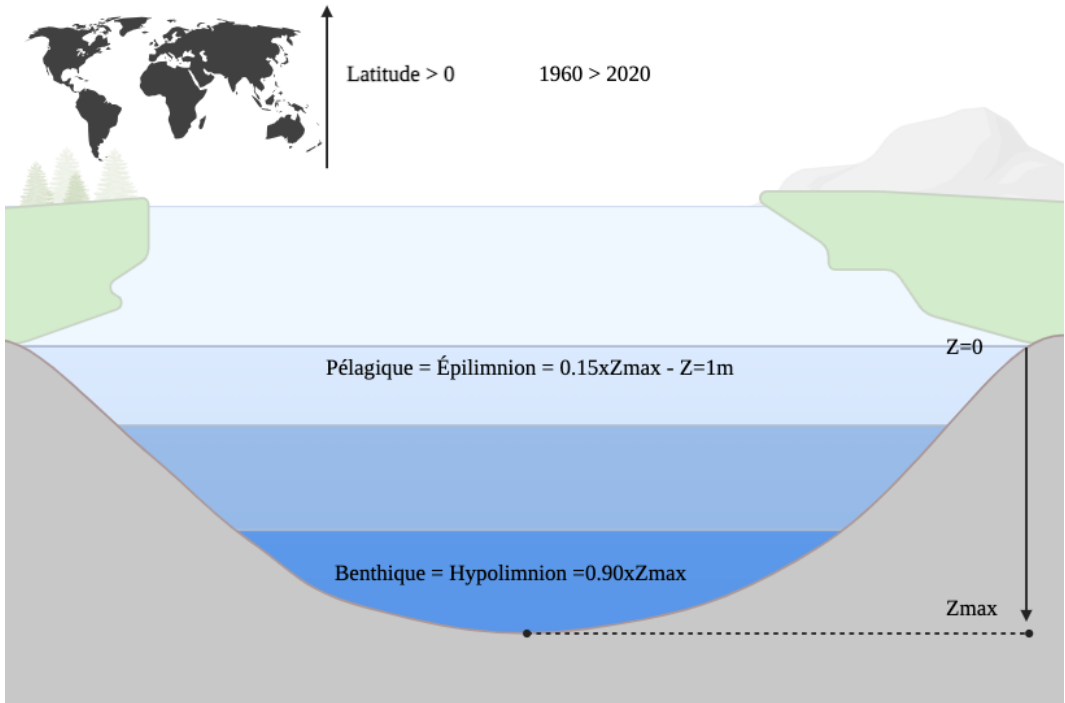 Latitude > 0
1960 > 2020
Z=0
Pélagique = Épilimnion = 0.15xZmax - Z=1m
Benthique = Hypolimnion =0.90xZmax
Zmax